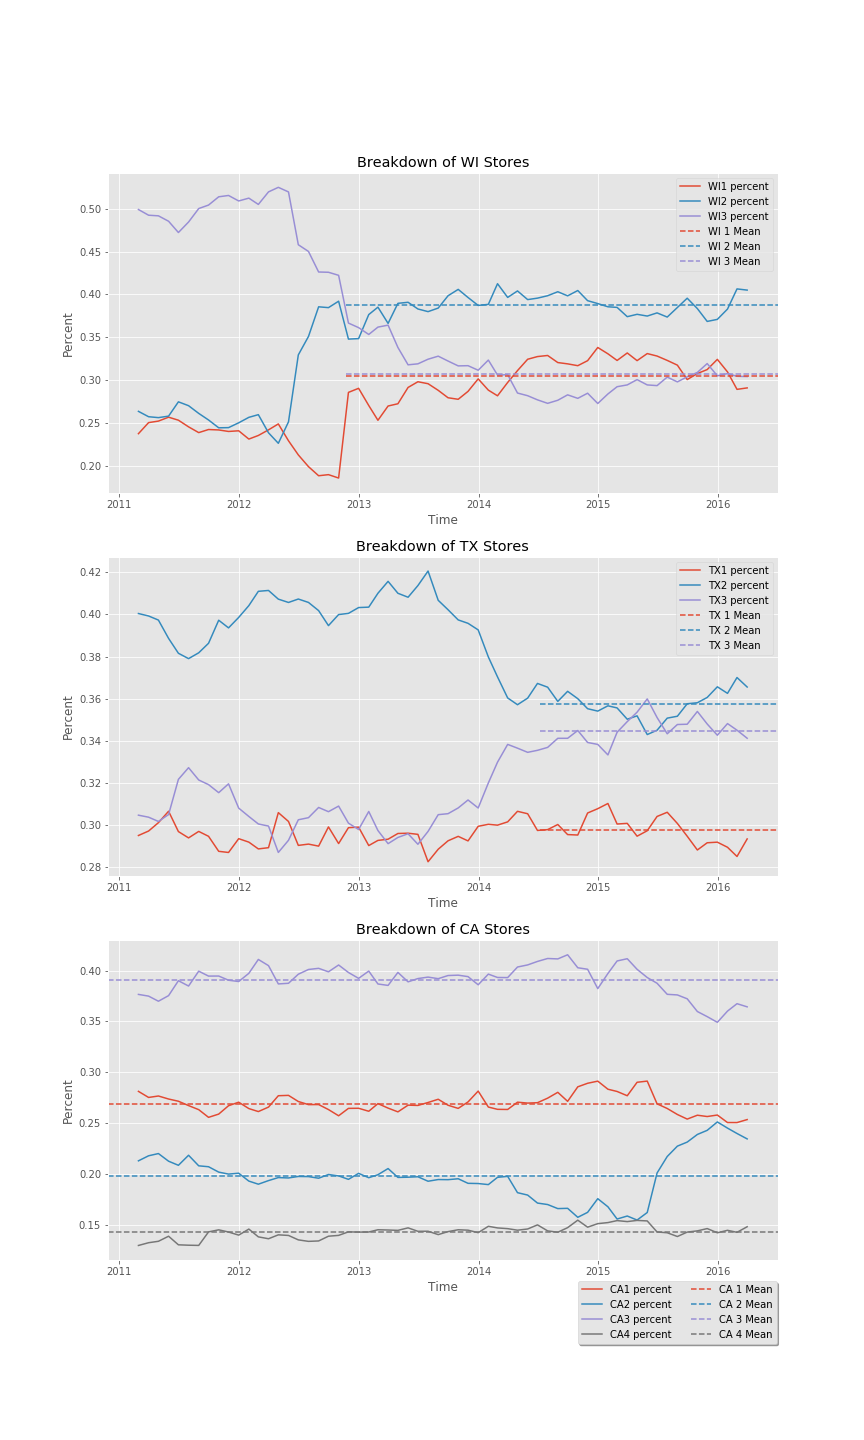 Breakdown of WI Stores
WI1 percent
WI2 percent
WI3 percent
WI 1 Mean
WI 2 Mean
WI 3 Mean
0.50
0.45
0.40
0.35
0.30
0.25
0.20
Percent
2011 2012 2013 2014 2015 2016
Time
Breakdown of TX Stores
TX1 percent
TX2 percent
TX3 percent
TX 1 Mean
TX 2 Mean
TX 3 Mean
0.42
0.40
0.38
0.36
0.34
0.32
0.30
0.28
Percent
2011 2012 2013 2014 2015 2016
Time
Breakdown of CA Stores
0.40
0.35
0.30
0.25
0.20
0.15
Percent
2011 2012 2013 2014 2015 2016
Time
CA1 percent CA 1 Mean
CA2 percent CA 2 Mean
CA3 percent CA 3 Mean
CA4 percent CA 4 Mean